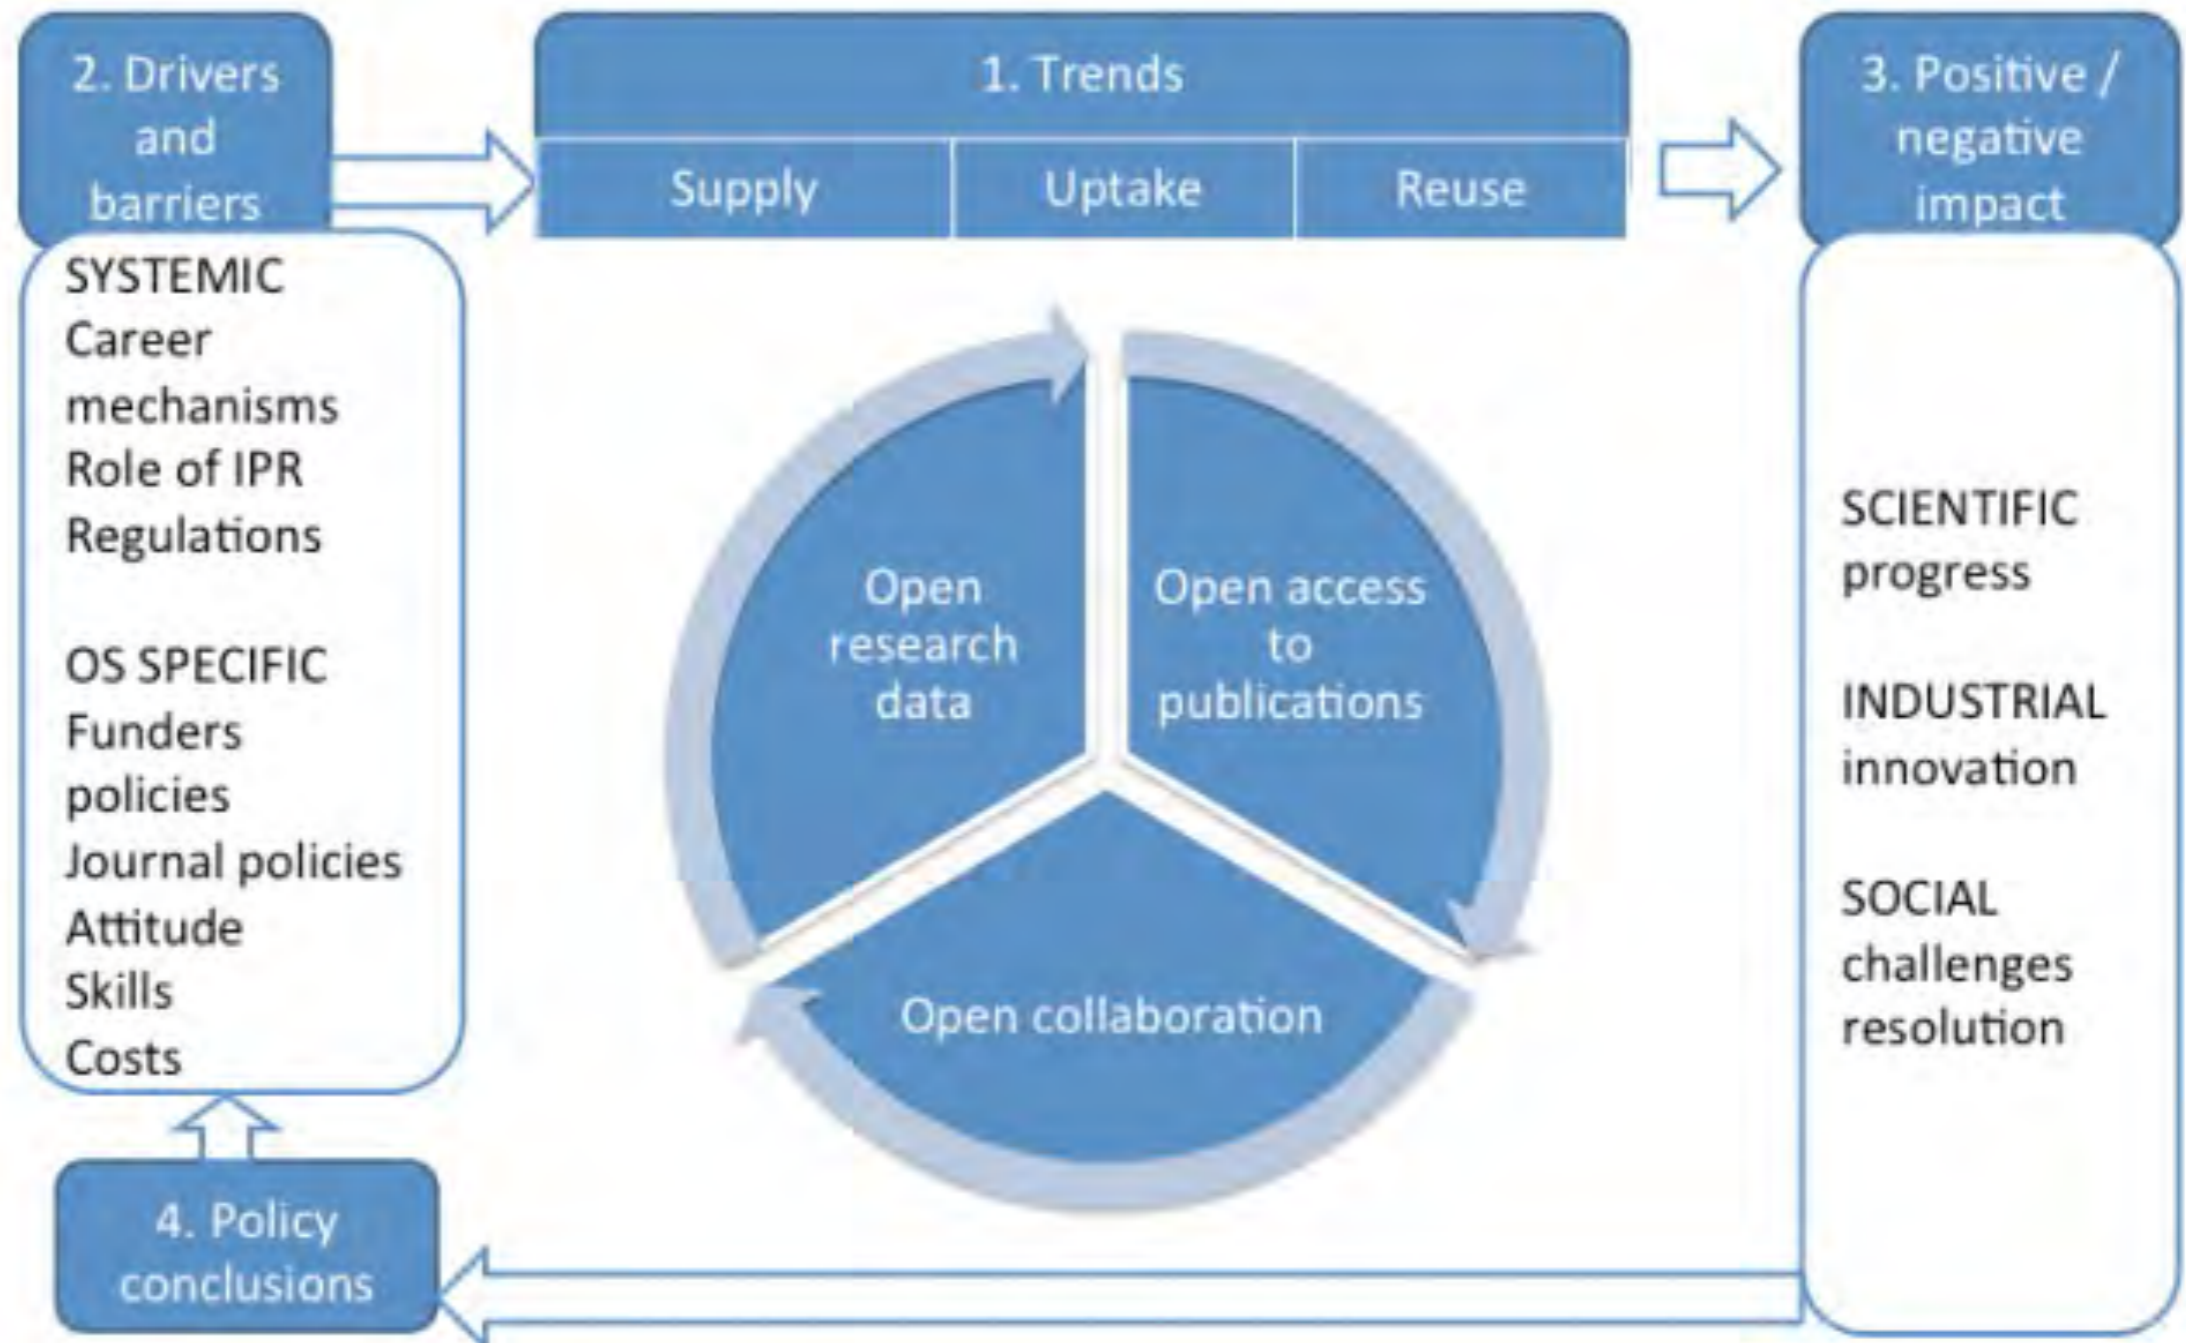 2. Drivers
and
barriers
SYSTEMIC
Career
mechanisms
Role of IPR
Regulations
OS SPECIFIC
Funders
policies
Journal policies
Attitude
Skills
Costs
4. Policy
conclusions
1. Trends
Supply
Uptake
Reuse
Open
research
data
Open access
to
publications
Open collaboration
3. Positive /
negative
impact
SCIENTIFIC
progress
INDUSTRIAL
innovation
SOCIAL
challenges
resolution